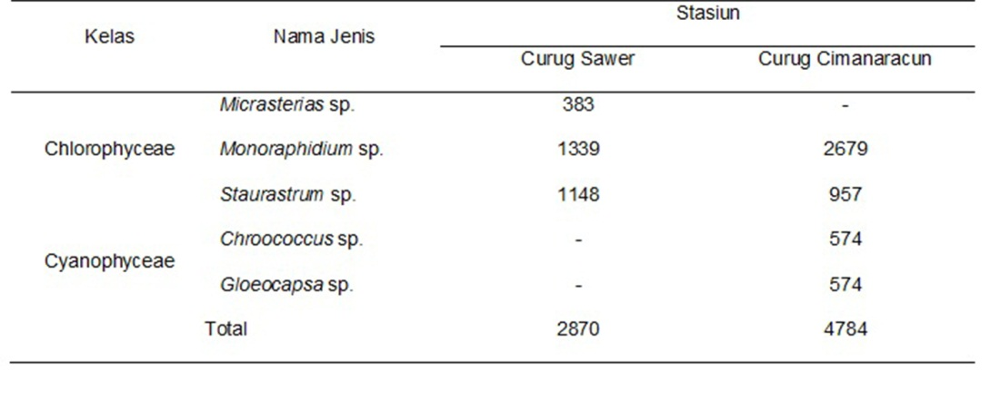 Stasiun
Kelas Nama Jenis
Curug Sawer Curug Cimanaracun
Micrasterias sp. 383 -
Chlorophyceae Monoraphidium sp. 1339 2679
Staurastrum sp. 1148 957
Chroococcus sp. - 574
Cyanophyceae
Gloeocapsa sp. - 574
Total 2870 4784